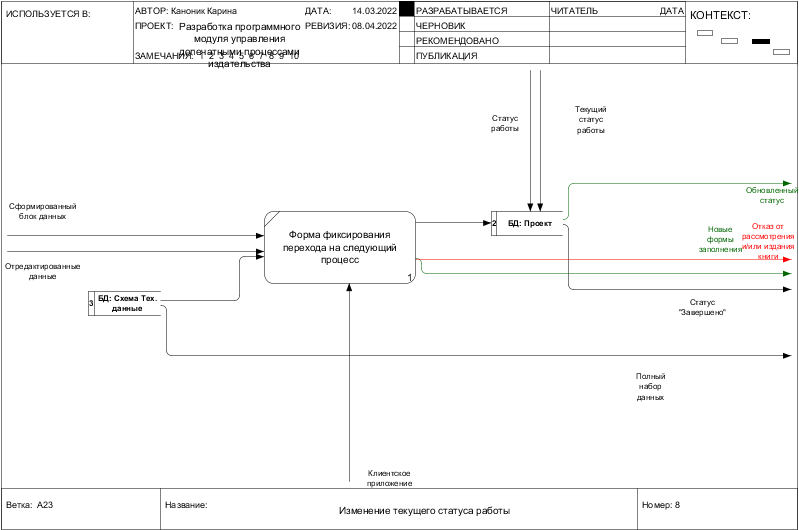 ИСПОЛЬЗУЕТСЯ В:
АВТОР: Каноник Карина
ДАТА: 14.03.2022
ПРОЕКТ: Разработка программного
модуля управления
допечатными процессами
издательства
РЕВИЗИЯ: 08.04.2022
ЗАМЕЧАНИЯ: 1 2 3 4 5 6 7 8 9 10
РАЗРАБАТЫВАЕТСЯ
ЧЕРНОВИК
РЕКОМЕНДОВАНО
ПУБЛИКАЦИЯ
ЧИТАТЕЛЬ
ДАТА
КОНТЕКСТ:
Статус
работы
Текущий
статус
работы
Обновленный
статус
Сформированный
блок данных
Форма фиксирования
перехода на следующий
процесс
1
2 БД: Проект
Новые
формы
заполнения
Отказ от
рассмотрения
и/или издания
книги
Отредактированные
данные
3 БД: Схема Тех.
данные
Статус
"Завершено"
Полный
набор
данных
Клиентское
приложение
Ветка: A23
Название:
Изменение текущего статуса работы
Номер: 8